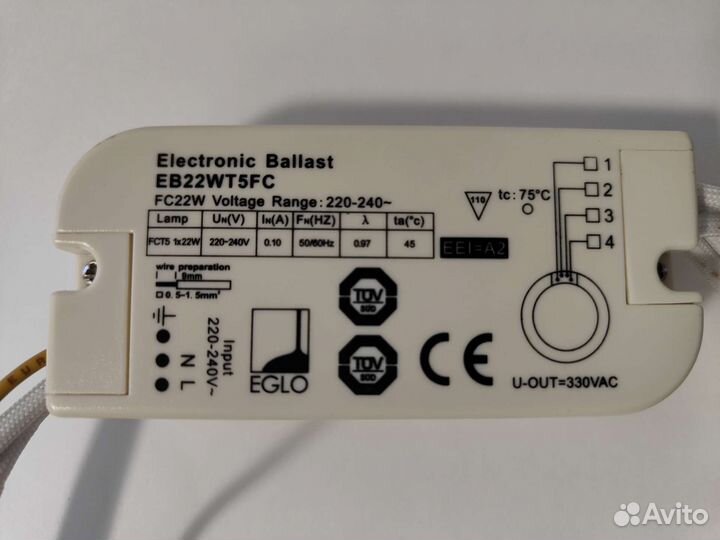 Electronic Ballast
EB22WT5FC
FC22W Voltage Range: 220-240~
Lamp UN(V) IN(A) FN(HZ) λ ta(°c)
FCT5 1x22W 220~240V 0.10 50/60Hz 0.97 45
wire preparation
9mm
0.5~1.5mm²
Input
220-240V~
N
L
EGLO
TÜV
SÜD
TÜV
SÜD
CE
110
tc: 75°C
EEI=A2
1
2
3
4
U-OUT=330VAC
Avito